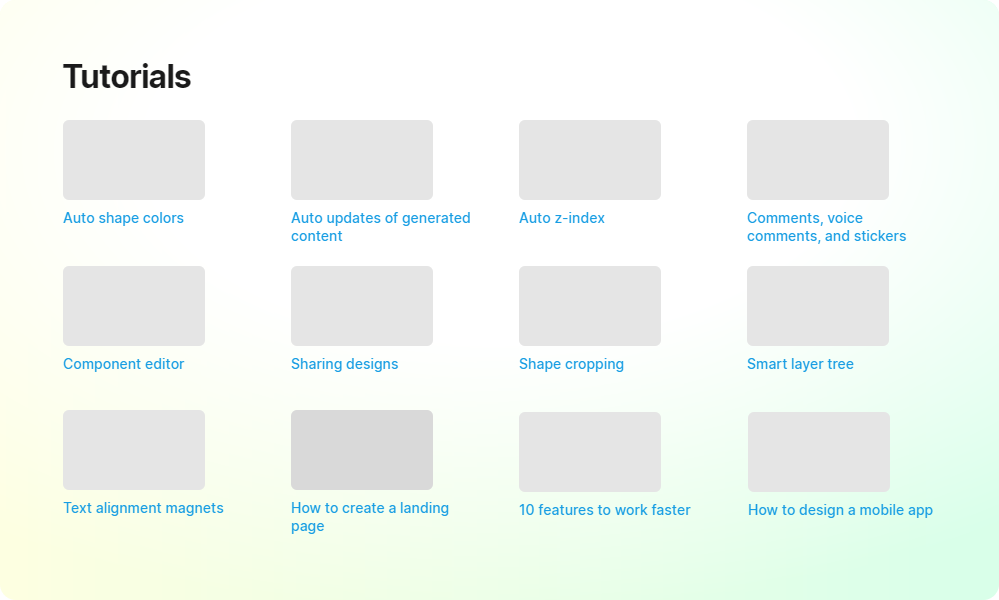 Tutorials
Auto shape colors
Auto updates of generated
content
Auto z-index
Comments, voice
comments, and stickers
Component editor
Sharing designs
Shape cropping
Smart layer tree
Text alignment magnets
How to create a landing
page
10 features to work faster
How to design a mobile app